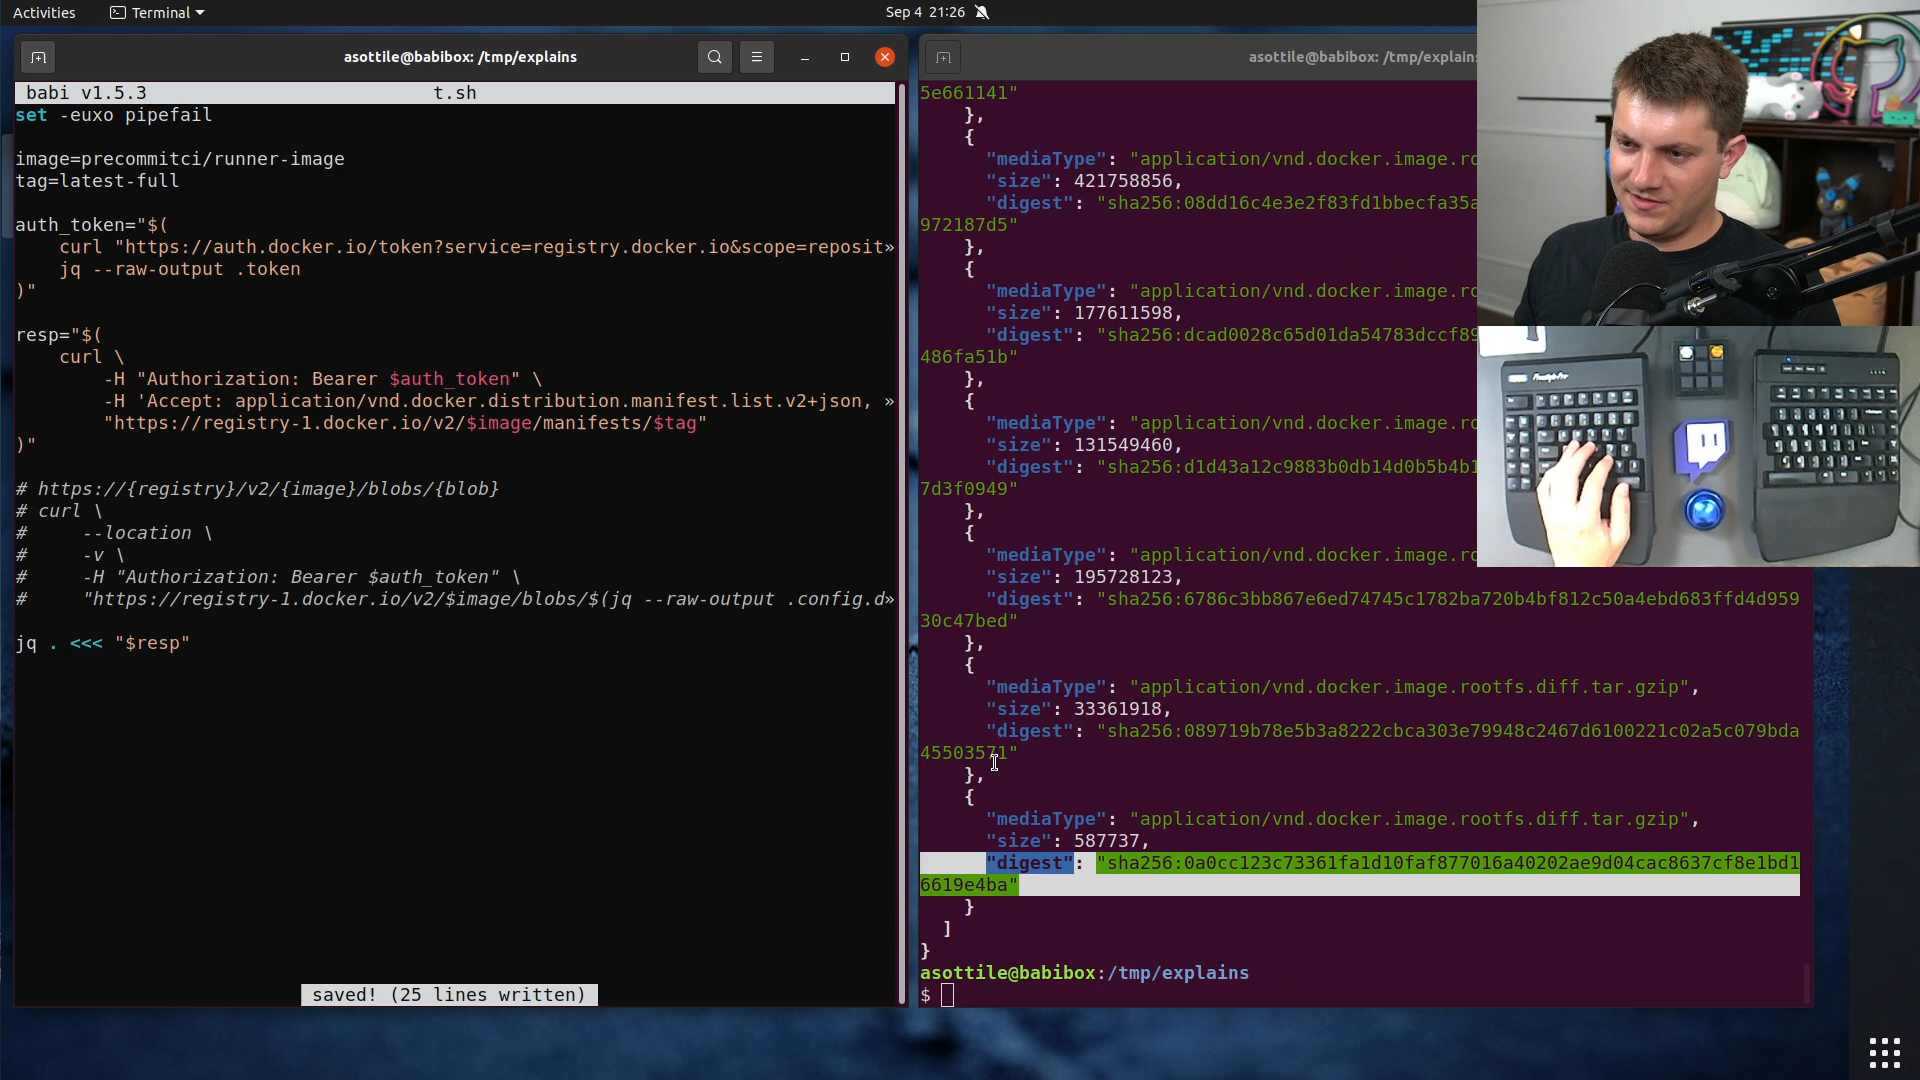 Activities
Terminal
Sep 4 21:26
asottile@babibox: /tmp/explains
babi v1.5.3 t.sh
set -euxo pipefail
image=precommitci/runner-image
tag=latest-full
auth_token="$(
curl "https://auth.docker.io/token?service=registry.docker.io&scope=reposit»
jq --raw-output .token
)"
resp="$(
curl \
-H "Authorization: Bearer $auth_token" \
-H 'Accept: application/vnd.docker.distribution.manifest.list.v2+json, »
"https://registry-1.docker.io/v2/$image/manifests/$tag"
)"
# https://{registry}/v2/{image}/blobs/{blob}
# curl \
# --location \
# -v \
# -H "Authorization: Bearer $auth_token" \
# "https://registry-1.docker.io/v2/$image/blobs/$(jq --raw-output .config.d»
jq . <<< "$resp"
saved! (25 lines written)
asottile@babibox: /tmp/explains
5e661141"
},
{
"mediaType": "application/vnd.docker.image.ro
"size": 421758856,
"digest": "sha256:08dd16c4e3e2f83fd1bbecfa35a
972187d5"
},
{
"mediaType": "application/vnd.docker.image.ro
"size": 177611598,
"digest": "sha256:dcad0028c65d01da54783dccf89
486fa51b"
},
{
"mediaType": "application/vnd.docker.image.ro
"size": 131549460,
"digest": "sha256:d1d43a12c9883b0db14d0b5b4b1
7d3f0949"
},
{
"mediaType": "application/vnd.docker.image.ro
"size": 195728123,
"digest": "sha256:6786c3bb867e6ed74745c1782ba720b4bf812c50a4ebd683ffd4d959
30c47bed"
},
{
"mediaType": "application/vnd.docker.image.rootfs.diff.tar.gzip",
"size": 33361918,
"digest": "sha256:089719b78e5b3a8222cbca303e79948c2467d6100221c02a5c079bda
45503571"
},
{
"mediaType": "application/vnd.docker.image.rootfs.diff.tar.gzip",
"size": 587737,
"digest": "sha256:0a0cc123c73361fa1d10faf877016a40202ae9d04cac8637cf8e1bd1
6619e4ba"
}
]
}
asottile@babibox:/tmp/explains
$